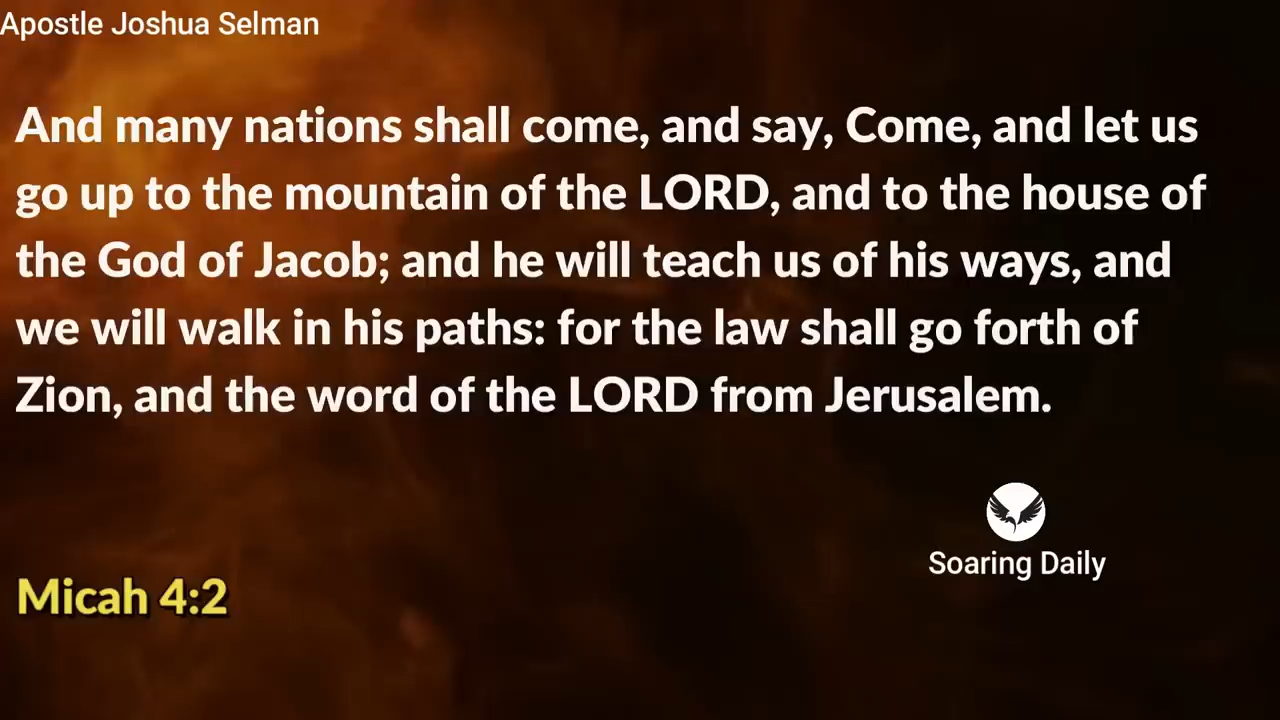 Apostle Joshua Selman
And many nations shall come, and say, Come, and let us
go up to the mountain of the LORD, and to the house of
the God of Jacob; and he will teach us of his ways, and
we will walk in his paths: for the law shall go forth of
Zion, and the word of the LORD from Jerusalem.
Soaring Daily
Micah 4:2